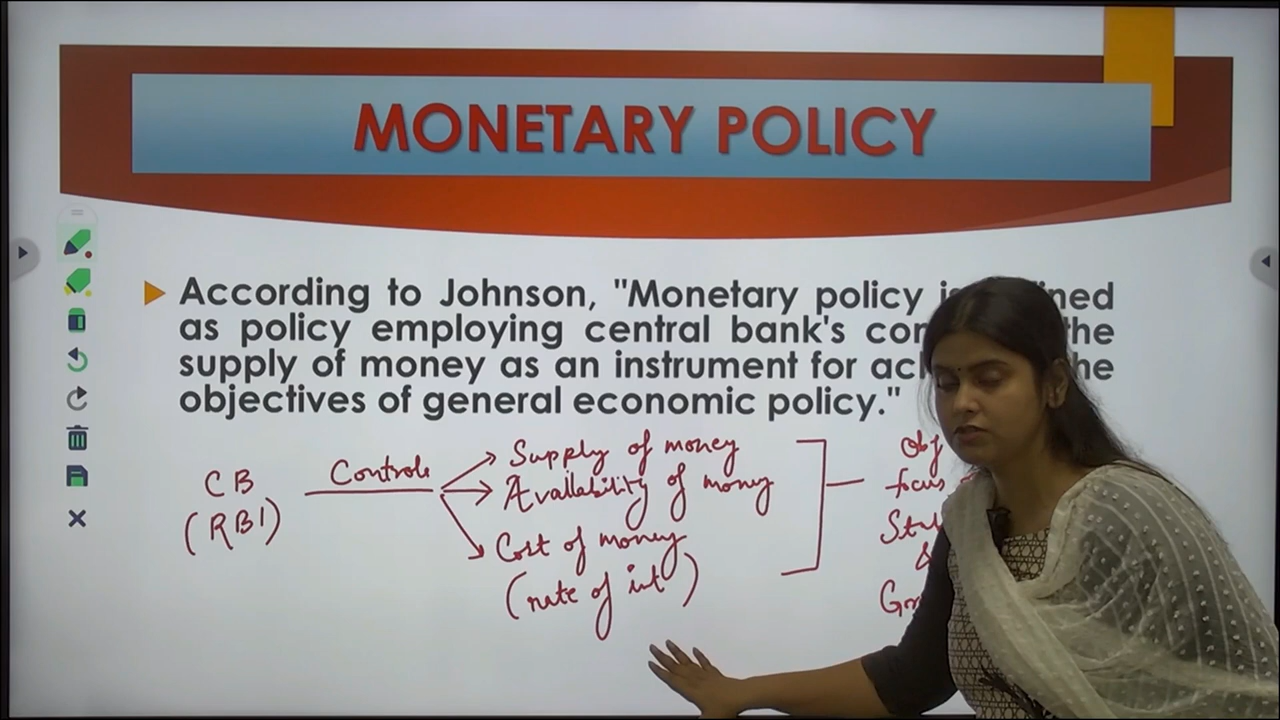 MONETARY POLICY
According to Johnson, "Monetary policy
as policy employing central bank's the
supply of money as an instrument for
objectives of general economic policy."
Supply of money
Controls
CB
Availability of money
(RBI)
Cost of money
(rate of int)
Obj
focus
&